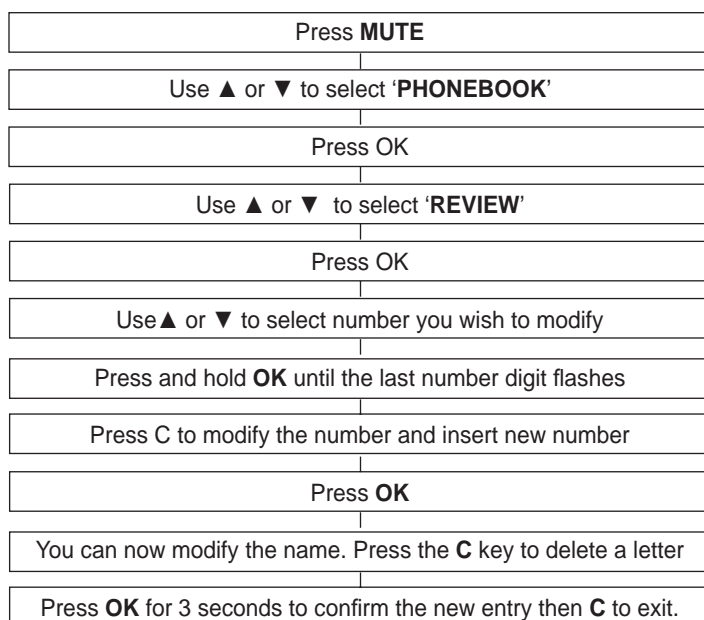 Press MUTE
Use ▲ or ▼ to select ‘PHONEBOOK’
Press OK
Use ▲ or ▼ to select ‘REVIEW’
Press OK
Use▲ or ▼ to select number you wish to modify
Press and hold OK until the last number digit flashes
Press C to modify the number and insert new number
Press OK
You can now modify the name. Press the C key to delete a letter
Press OK for 3 seconds to confirm the new entry then C to exit.